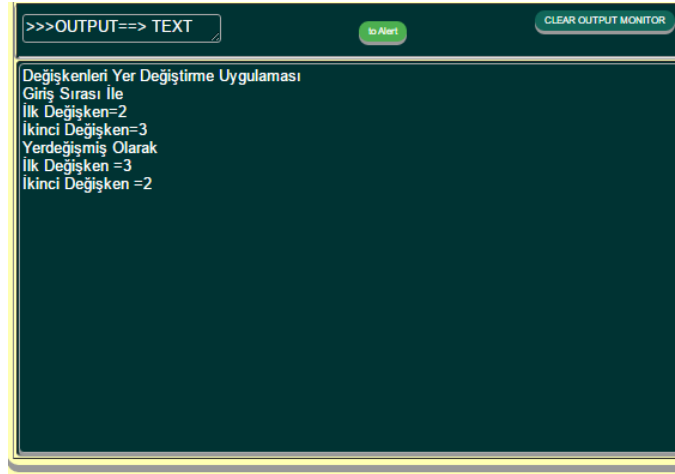 >>>OUTPUT==> TEXT
to Alert
CLEAR OUTPUT MONITOR
Değişkenleri Yer Değiştirme Uygulaması
Giriş Sırası İle
İlk Değişken=2
İkinci Değişken=3
Yerdeğişmiş Olarak
İlk Değişken =3
İkinci Değişken =2